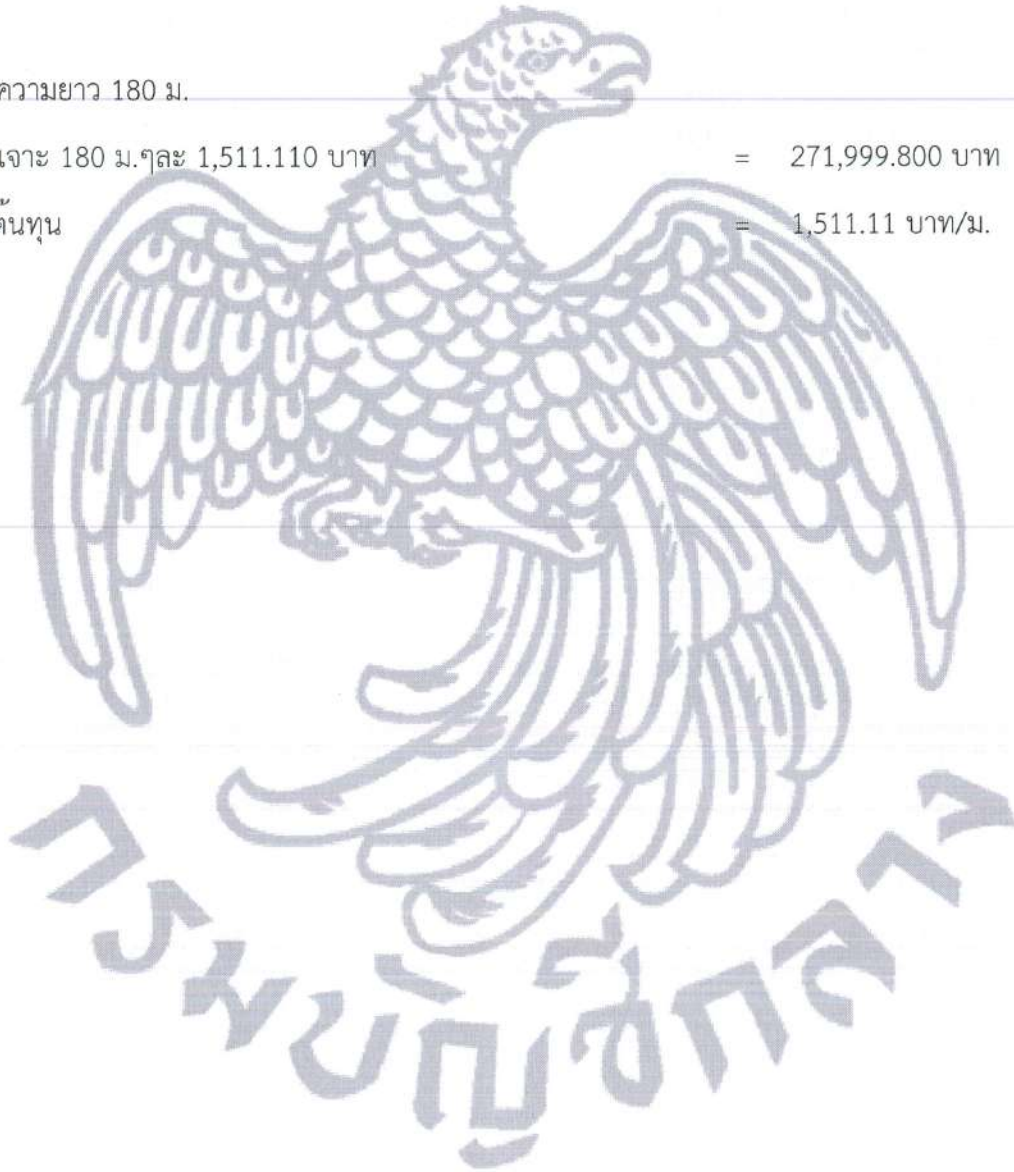 ความยาว 180 ม.
เจาะ 180 ม.ๆละ 1,511.110 บาท = 271,999.800 บาท
ต้นทุน = 1,511.11 บาท/ม.
กรมบัญชีกลาง